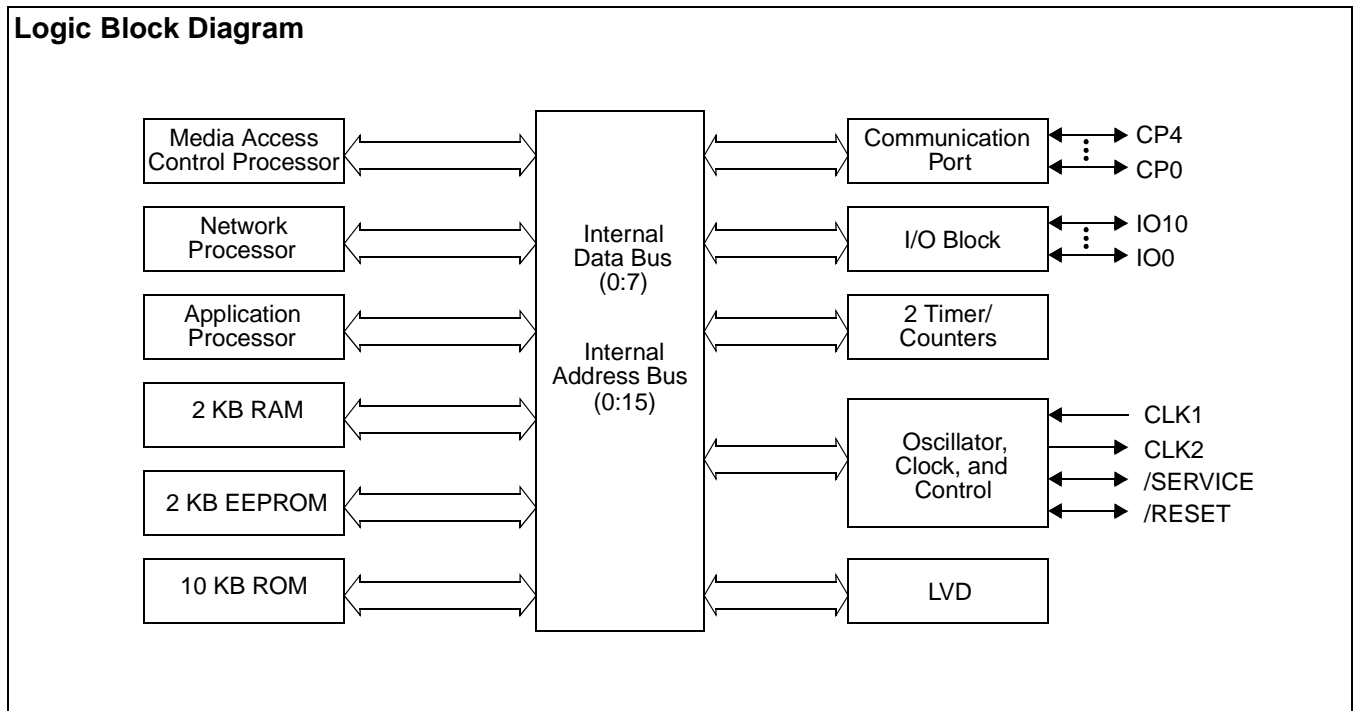 Logic Block Diagram
Media Access
Control Processor
Network
Processor
Application
Processor
2 KB RAM
2 KB EEPROM
10 KB ROM
Internal
Data Bus
(0:7)
Internal
Address Bus
(0:15)
Communication
Port
CP4
CP0
I/O Block
IO10
IO0
2 Timer/
Counters
Oscillator,
Clock, and
Control
CLK1
CLK2
/SERVICE
/RESET
LVD